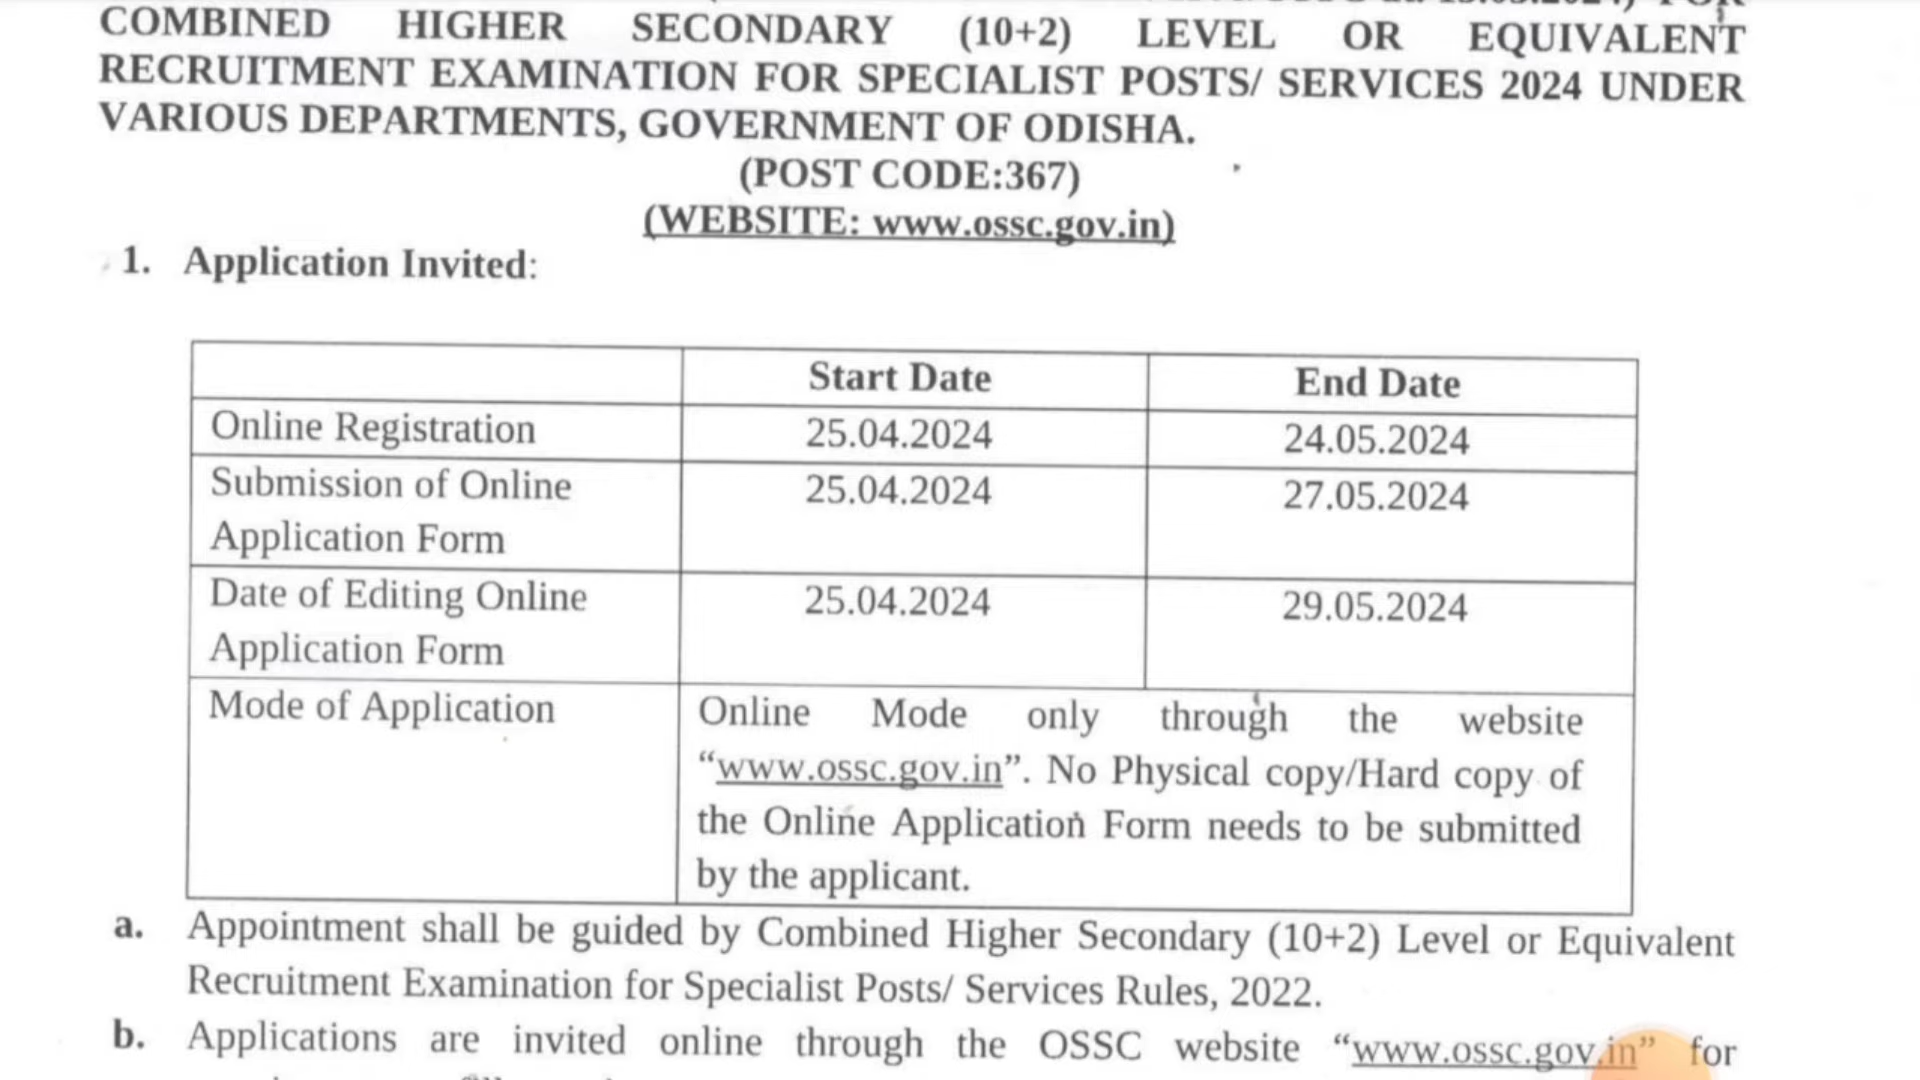 COMBINED HIGHER SECONDARY (10+2) LEVEL OR EQUIVALENT
RECRUITMENT EXAMINATION FOR SPECIALIST POSTS/ SERVICES 2024 UNDER
VARIOUS DEPARTMENTS, GOVERNMENT OF ODISHA.
(POST CODE:367)
(WEBSITE: www.ossc.gov.in)
1. Application Invited:
Start Date End Date
Online Registration 25.04.2024 24.05.2024
Submission of Online 25.04.2024 27.05.2024
Application Form
Date of Editing Online 25.04.2024 29.05.2024
Application Form
Mode of Application Online Mode only through the website
“www.ossc.gov.in”. No Physical copy/Hard copy of
the Online Application Form needs to be submitted
by the applicant.
a. Appointment shall be guided by Combined Higher Secondary (10+2) Level or Equivalent
Recruitment Examination for Specialist Posts/ Services Rules, 2022.
b. Applications are invited online through the OSSC website “www.ossc.gov.in” for